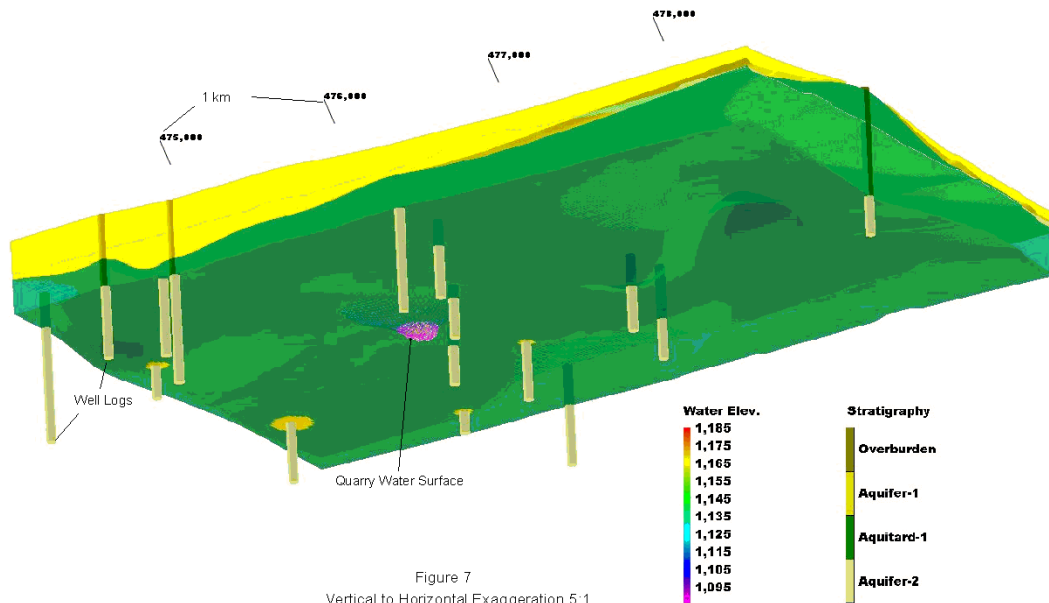 478,000
477,000
1 km
476,000
475,000
Well Logs
Quarry Water Surface
Water Elev.
1,185
1,175
1,165
1,155
1,145
1,135
1,125
1,115
1,105
1,095
Stratigraphy
Overburden
Aquifer-1
Aquitard-1
Aquifer-2
Figure 7
Vertical to Horizontal Exaggeration 5:1